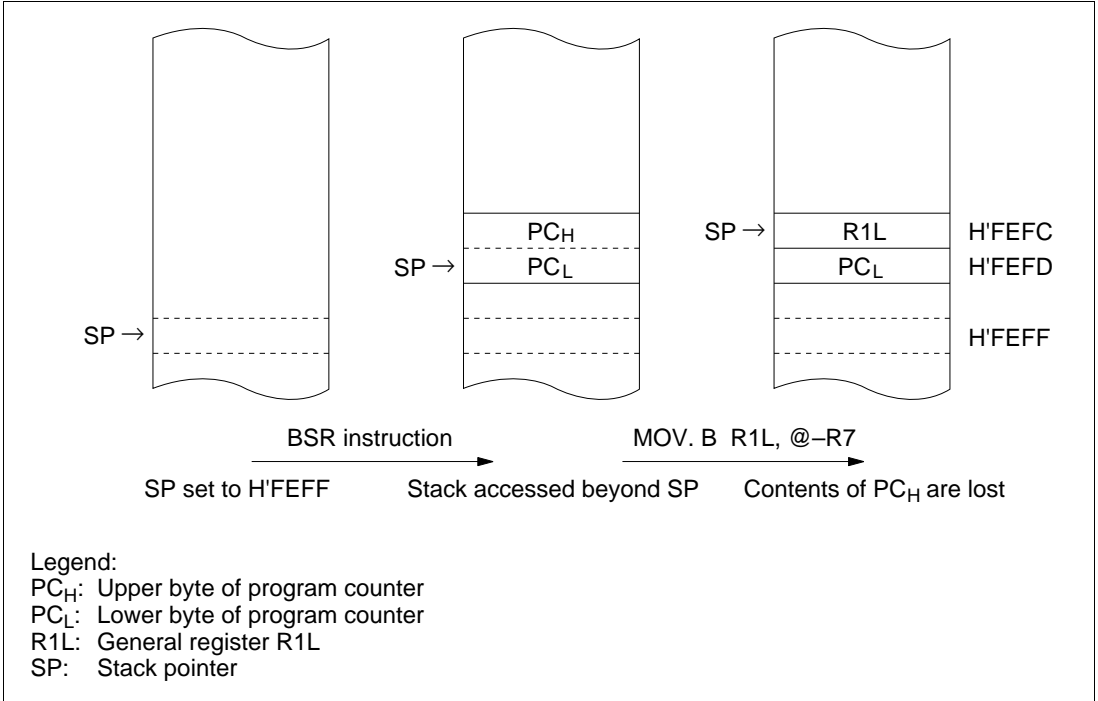 PCH
SP → R1L H'FEFC
SP → PCL PCL H'FEFD
SP → H'FEFF
BSR instruction MOV. B R1L, @–R7
SP set to H'FEFF Stack accessed beyond SP Contents of PCH are lost
Legend:
PCH: Upper byte of program counter
PCL: Lower byte of program counter
R1L: General register R1L
SP: Stack pointer